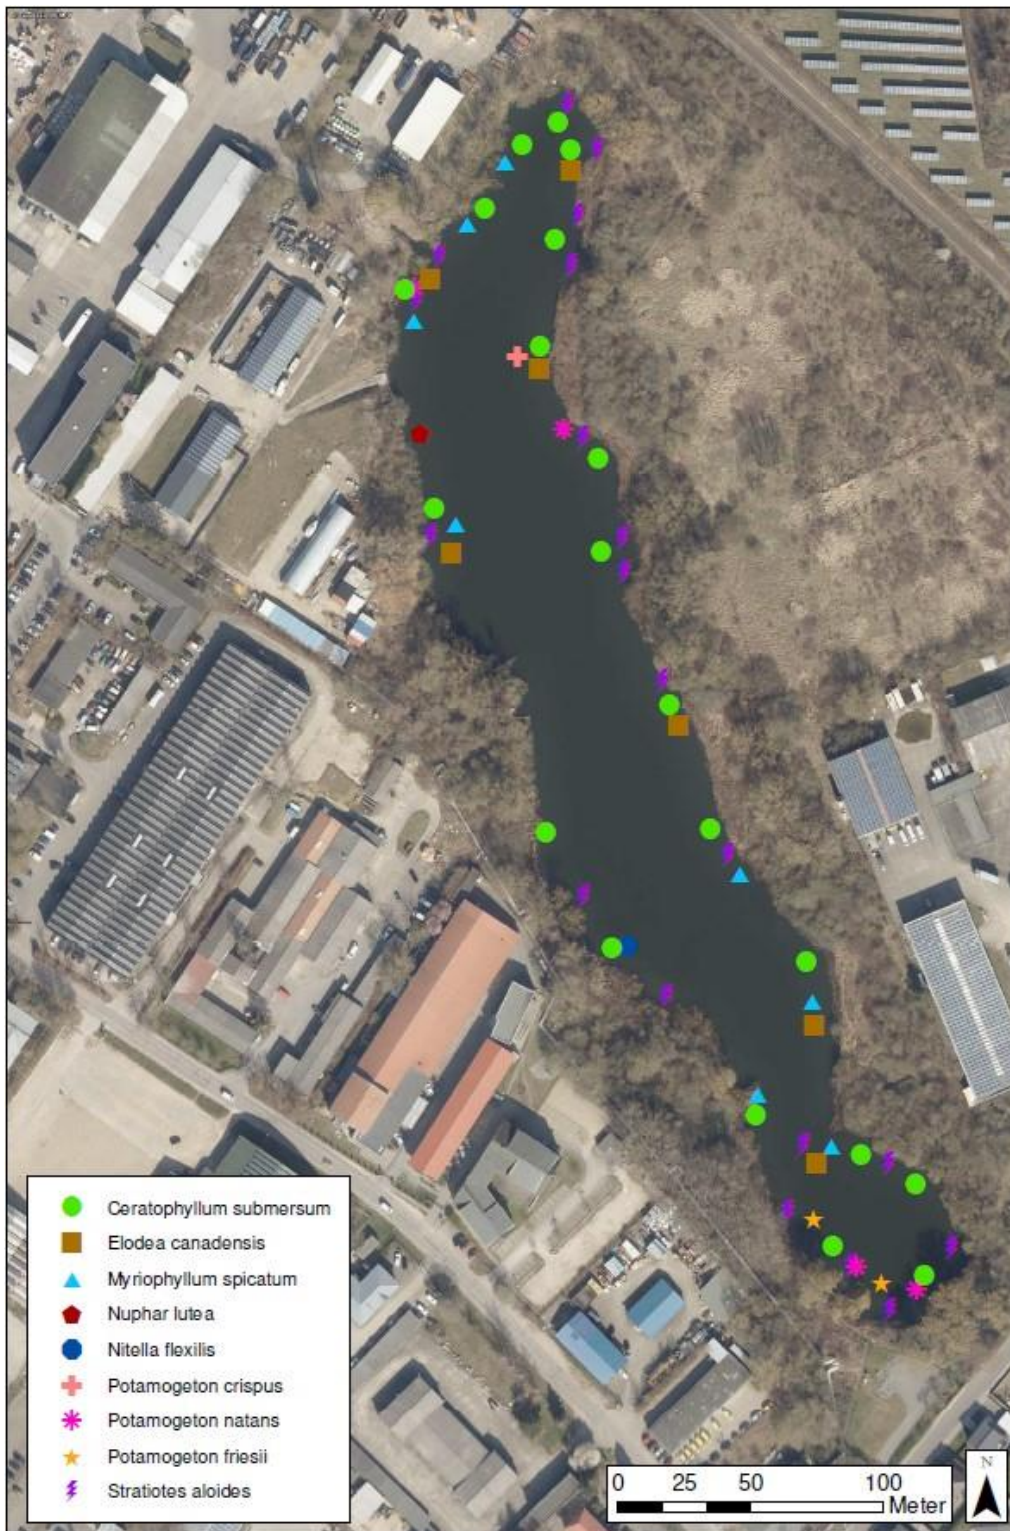 Ceratophyllum submersum
Elodea canadensis
Myriophyllum spicatum
Nuphar lutea
Nitella flexilis
Potamogeton crispus
Potamogeton natans
Potamogeton friesii
Stratiotes aloides
0 25 50 100
Meter
N